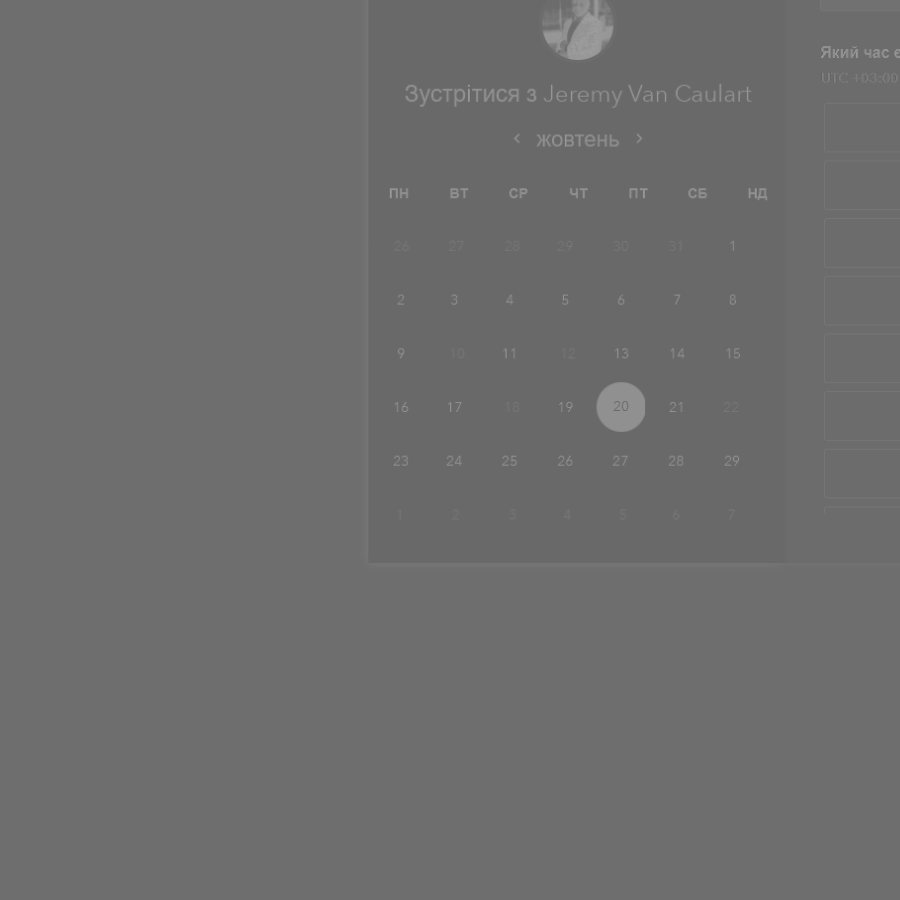 Зустрітися з Jeremy Van Caulart
жовтень
ПН ВТ СР ЧТ ПТ СБ НД
26 27 28 29 30 31 1
2 3 4 5 6 7 8
9 10 11 12 13 14 15
16 17 18 19 20 21 22
23 24 25 26 27 28 29
1 2 3 4 5 6 7
Який час є
UTC +03:00